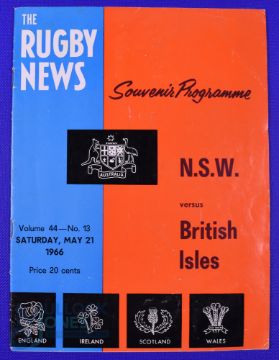 THE
RUGBY
NEWS
Souvenir Programme
AUSTRALIA
N.S.W.
versus
British
Isles
Volume 44—No. 13
SATURDAY, MAY 21
1966
Price 20 cents
ENGLAND
IRELAND
SCOTLAND
WALES